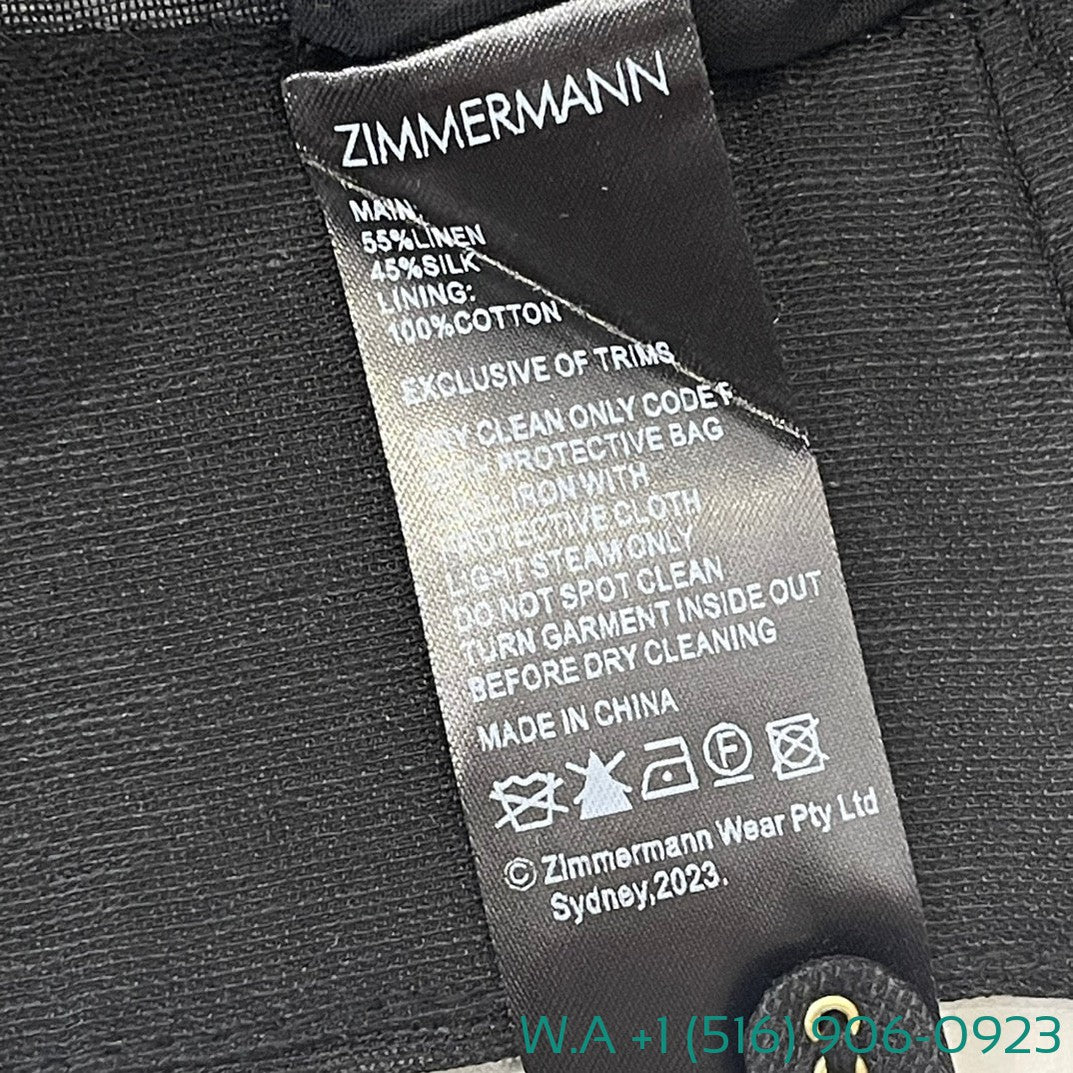 ZIMMERMANN
MAIN:
55%LINEN
45%SILK
LINING:
100%COTTON
EXCLUSIVE OF TRIMS
DRY CLEAN ONLY CODE F
WITH PROTECTIVE BAG
COOL IRON WITH
PROTECTIVE CLOTH
LIGHT STEAM ONLY
DO NOT SPOT CLEAN
TURN GARMENT INSIDE OUT
BEFORE DRY CLEANING
MADE IN CHINA
F
© Zimmermann Wear Pty Ltd
Sydney,2023.
W.A +1 (516) 906-0923